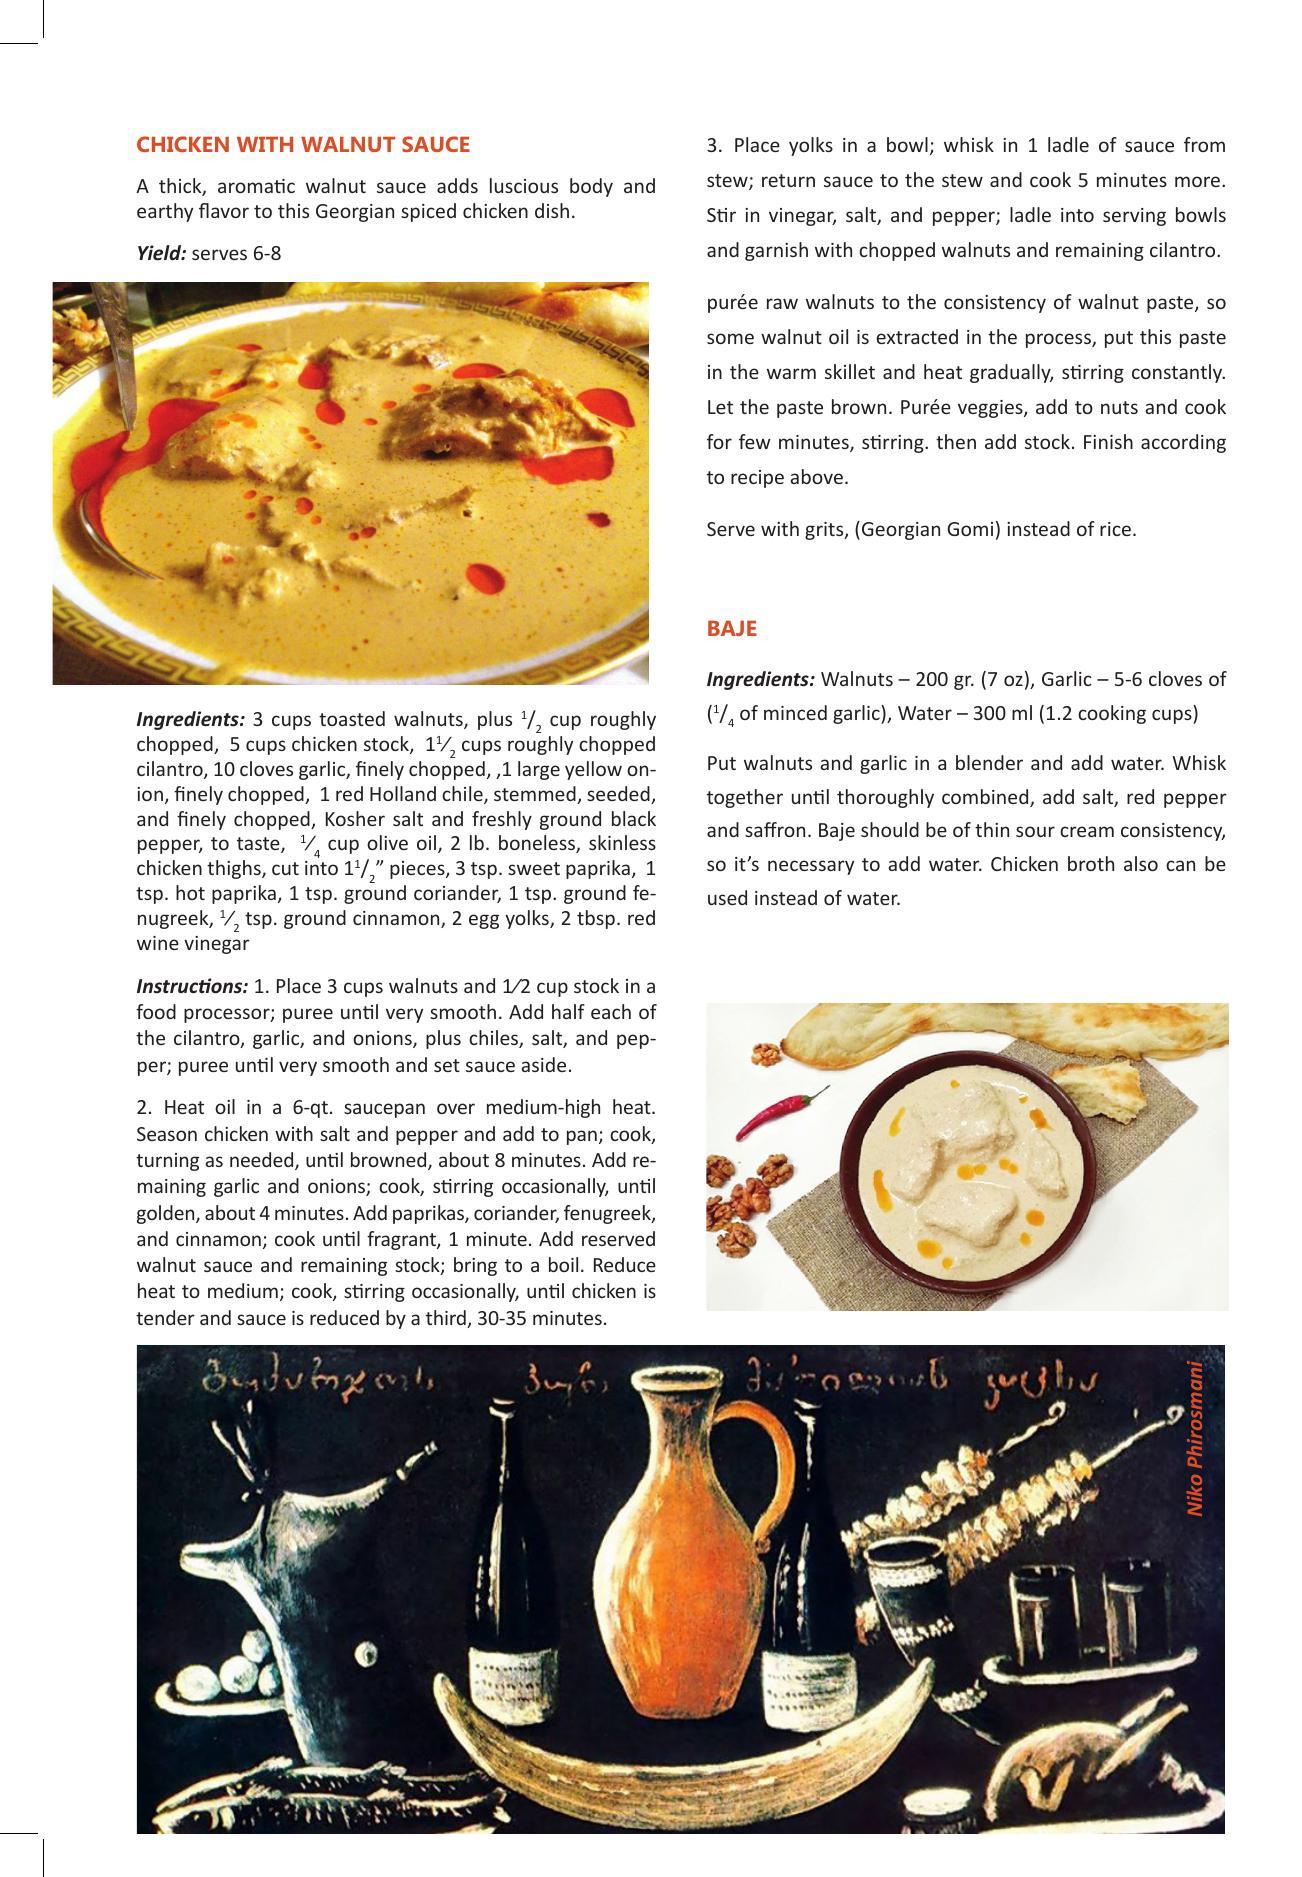 CHICKEN WITH WALNUT SAUCE
A thick, aromatic walnut sauce adds luscious body and
earthy flavor to this Georgian spiced chicken dish.
Yield: serves 6-8
Ingredients: 3 cups toasted walnuts, plus 1/2 cup roughly
chopped, 5 cups chicken stock, 1 1⁄2 cups roughly chopped
cilantro, 10 cloves garlic, finely chopped, ,1 large yellow on-
ion, finely chopped, 1 red Holland chile, stemmed, seeded,
and finely chopped, Kosher salt and freshly ground black
pepper, to taste, 1⁄4 cup olive oil, 2 lb. boneless, skinless
chicken thighs, cut into 1 1/2” pieces, 3 tsp. sweet paprika, 1
tsp. hot paprika, 1 tsp. ground coriander, 1 tsp. ground fe-
nugreek, 1⁄2 tsp. ground cinnamon, 2 egg yolks, 2 tbsp. red
wine vinegar
Instructions: 1. Place 3 cups walnuts and 1⁄2 cup stock in a
food processor; puree until very smooth. Add half each of
the cilantro, garlic, and onions, plus chiles, salt, and pep-
per; puree until very smooth and set sauce aside.
2. Heat oil in a 6-qt. saucepan over medium-high heat.
Season chicken with salt and pepper and add to pan; cook,
turning as needed, until browned, about 8 minutes. Add re-
maining garlic and onions; cook, stirring occasionally, until
golden, about 4 minutes. Add paprikas, coriander, fenugreek,
and cinnamon; cook until fragrant, 1 minute. Add reserved
walnut sauce and remaining stock; bring to a boil. Reduce
heat to medium; cook, stirring occasionally, until chicken is
tender and sauce is reduced by a third, 30-35 minutes.
3. Place yolks in a bowl; whisk in 1 ladle of sauce from
stew; return sauce to the stew and cook 5 minutes more.
Stir in vinegar, salt, and pepper; ladle into serving bowls
and garnish with chopped walnuts and remaining cilantro.
purée raw walnuts to the consistency of walnut paste, so
some walnut oil is extracted in the process, put this paste
in the warm skillet and heat gradually, stirring constantly.
Let the paste brown. Purée veggies, add to nuts and cook
for few minutes, stirring. then add stock. Finish according
to recipe above.
Serve with grits, (Georgian Gomi) instead of rice.
BAJE
Ingredients: Walnuts – 200 gr. (7 oz), Garlic – 5-6 cloves of
(1/4 of minced garlic), Water – 300 ml (1.2 cooking cups)
Put walnuts and garlic in a blender and add water. Whisk
together until thoroughly combined, add salt, red pepper
and saffron. Baje should be of thin sour cream consistency,
so it’s necessary to add water. Chicken broth also can be
used instead of water.
Niko Phirosmani